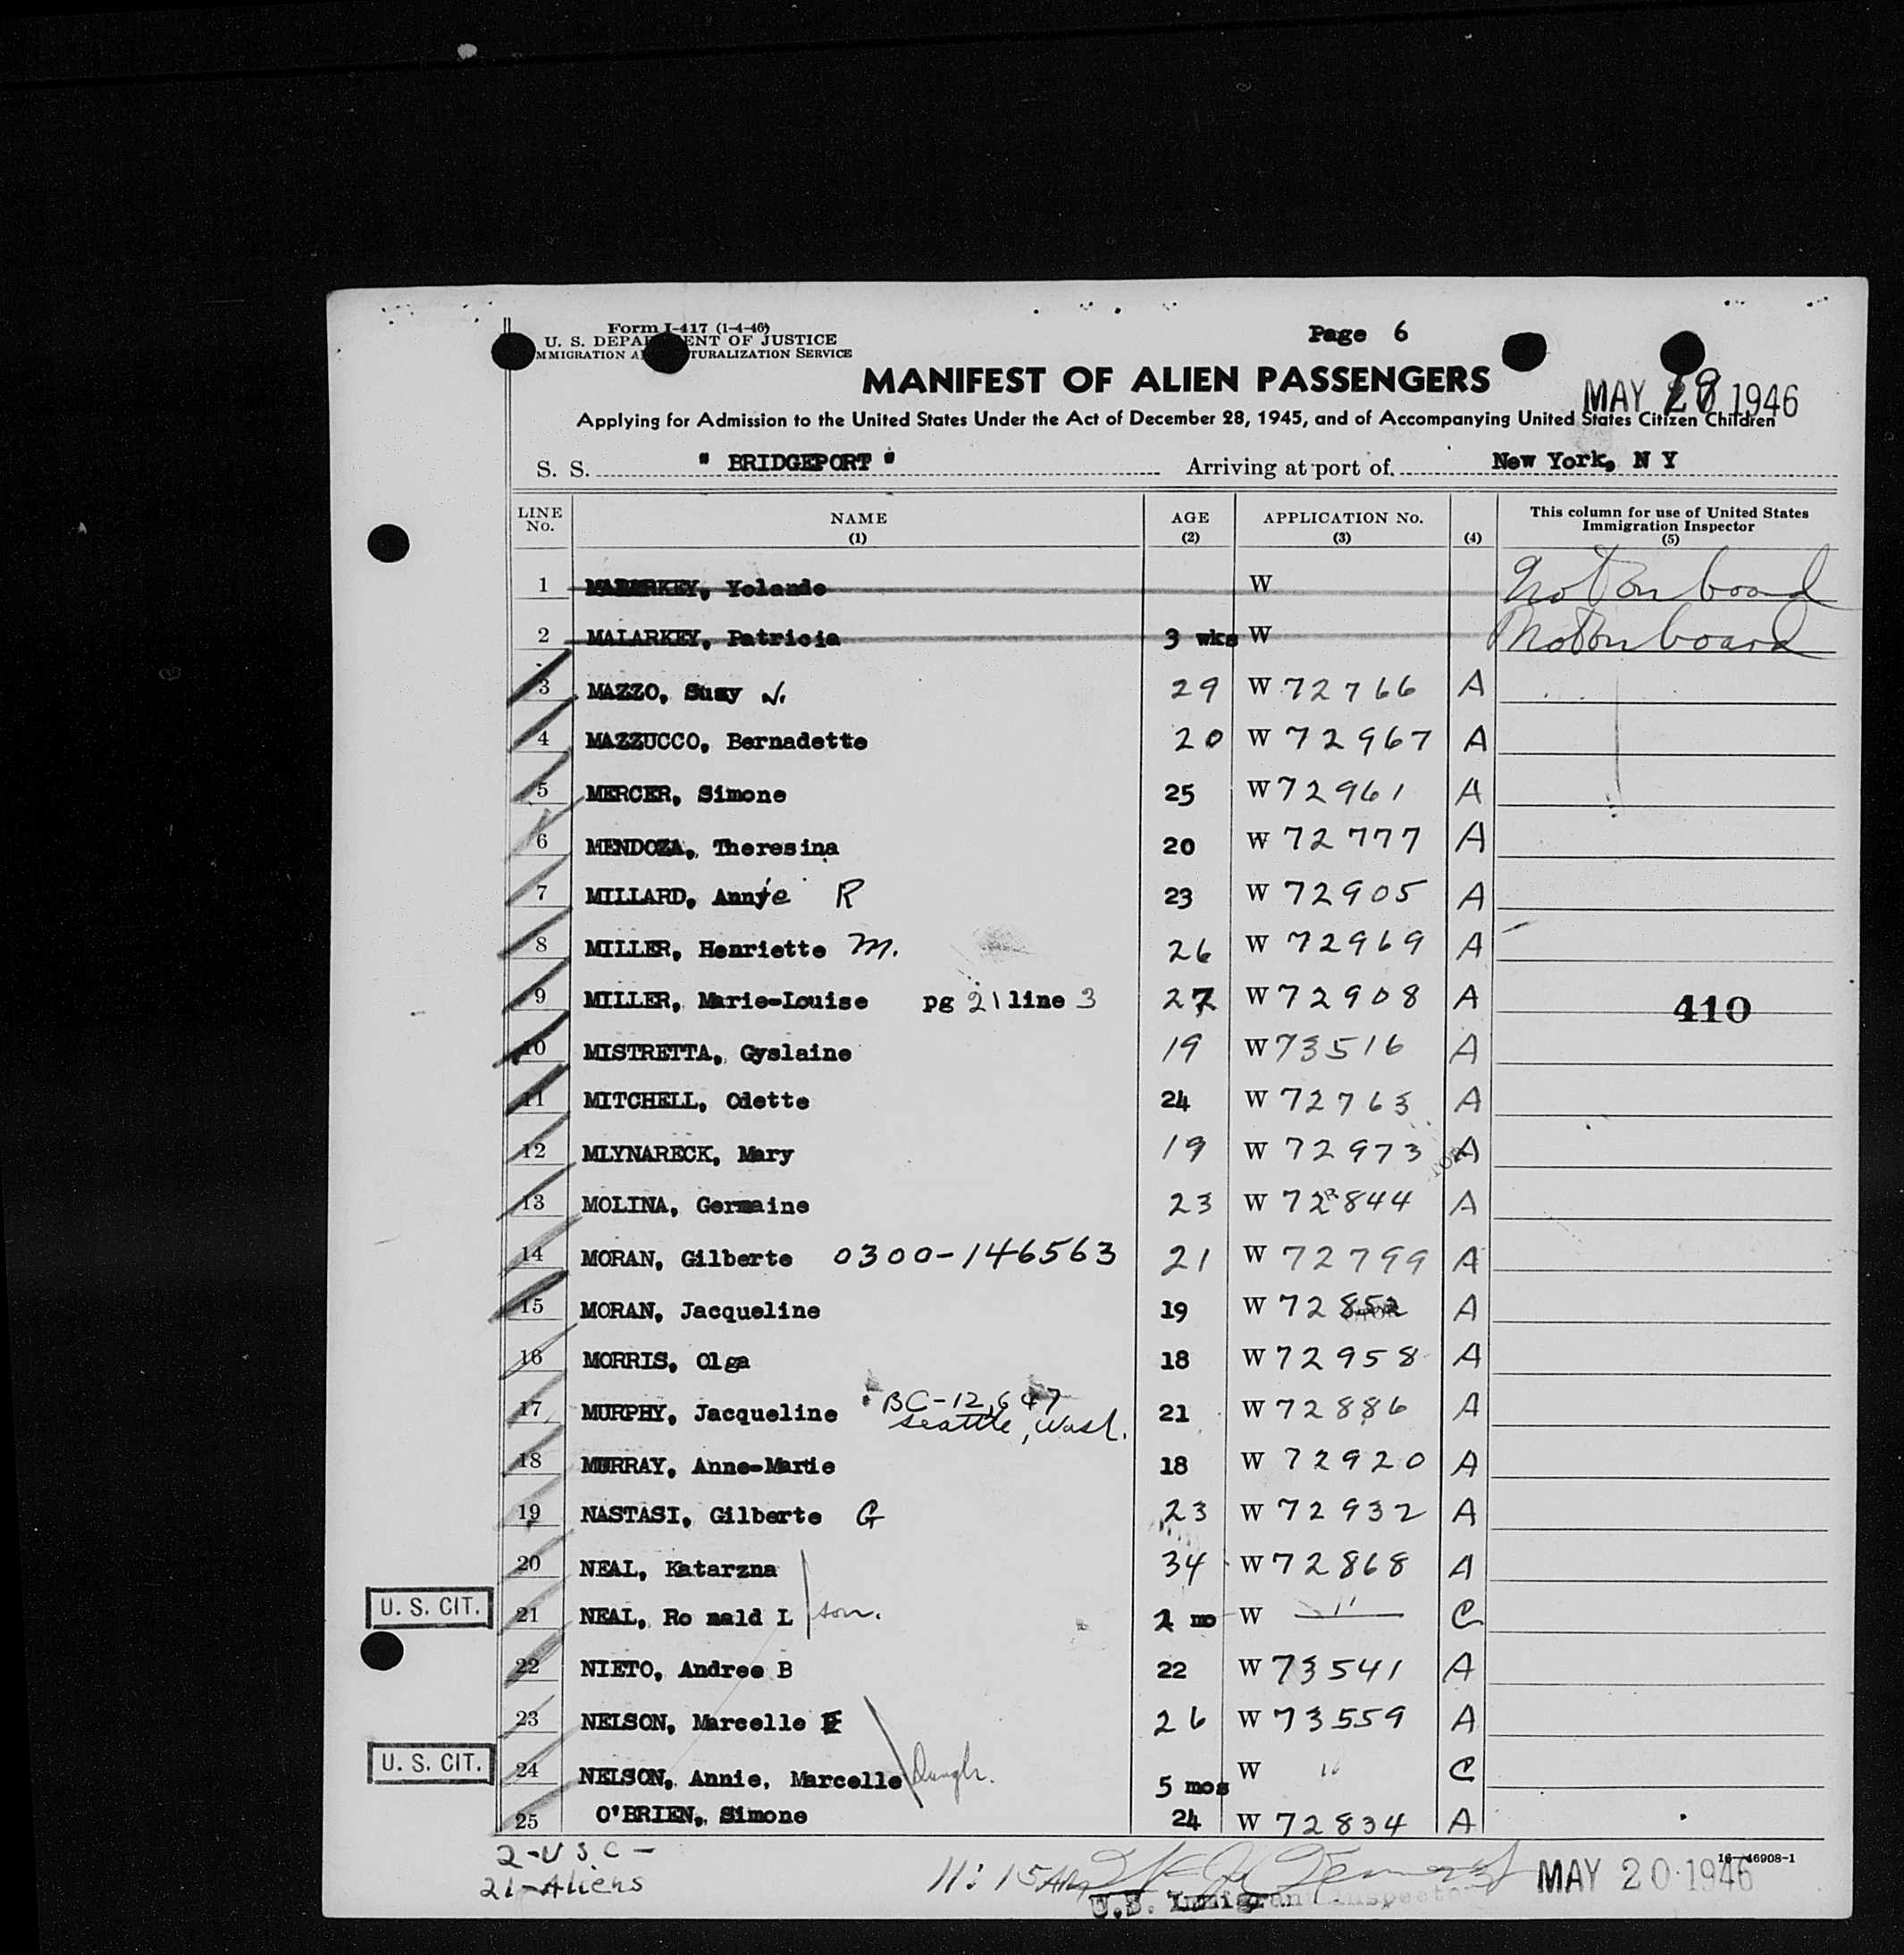 Form I-417 (1-4-46)
U. S. DEPA ENT OF JUSTICE
MMIGRATION A TURALIZATION SERVICE
Page 6
MANIFEST OF ALIEN PASSENGERS
MAY 1946
Applying for Admission to the United States Under the Act of December 28, 1945, and of Accompanying United States Citizen Children
S. S. " BRIDGEPORT " Arriving at port of New York, N Y
LINE No. NAME (1) AGE (2) APPLICATION No. (3) (4) This column for use of United States Immigration Inspector (5)
1 MALARKEY, Yolande W Not on board
2 MALARKEY, Patricia 3 wks W Not on board
3 MAZZO, Suzy 29 W 72766 A
4 MAZZUCCO, Bernadette 20 W 72967 A
5 MERCER, Simone 25 W 72961 A
6 MENDOZA, Theresina 20 W 72777 A
7 MILLARD, Annie R 23 W 72905 A
8 MILLER, Henriette M. 26 W 72969 A
9 MILLER, Marie-Louise pg 21 line 3 27 W 72908 A
410
10 MISTRETTA, Gyslaine 19 W 73516 A
11 MITCHELL, Odette 24 W 72763 A
12 MLYNARECK, Mary 19 W 72973 A
13 MOLINA, Germaine 23 W 72844 A
14 MORAN, Gilberte 0300-146563 21 W 72799 A
15 MORAN, Jacqueline 19 W 72852 A
16 MORRIS, Olga 18 W 72958 A
17 MURPHY, Jacqueline BC-12,647 21 W 72886 A
Seattle, Wash.
18 MURRAY, Anne-Marie 18 W 72920 A
19 NASTASI, Gilberte G 23 W 72932 A
20 NEAL, Katarzna 34 W 72868 A
U. S. CIT. 21 NEAL, Ro nald L son. 2 mo W " C
22 NIETO, Andree B 22 W 73541 A
23 NELSON, Marcelle E 26 W 73559 A
U. S. CIT. 24 NELSON, Annie, Marcelle Daugh. 5 mos W " C
25 O'BRIEN, Simone 24 W 72834 A
2-U S.C-
21-Aliens
11:15 AM
U.S. Immigrant Inspector
MAY 20 1946
16-46908-1